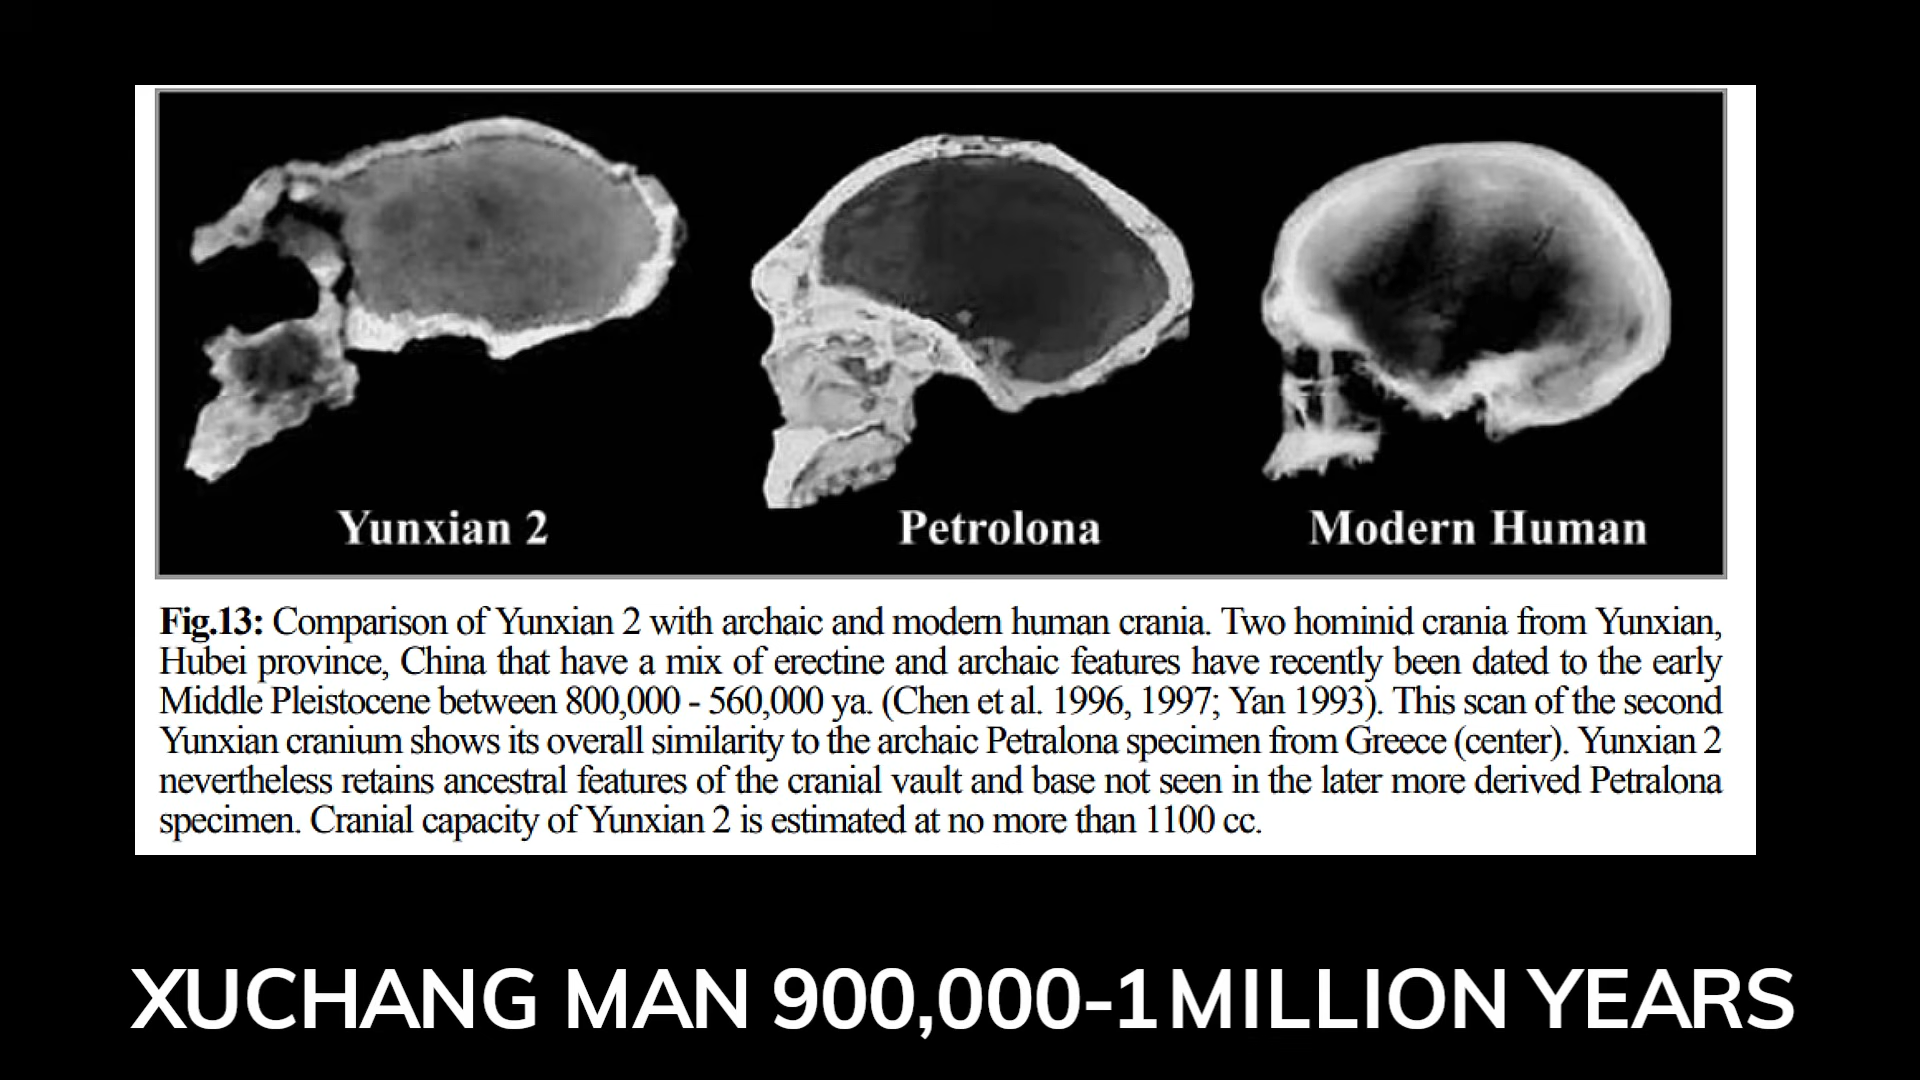 Yunxian 2
Petrolona
Modern Human
Fig.13: Comparison of Yunxian 2 with archaic and modern human crania. Two hominid crania from Yunxian,
Hubei province, China that have a mix of erectine and archaic features have recently been dated to the early
Middle Pleistocene between 800,000 - 560,000 ya. (Chen et al. 1996, 1997; Yan 1993). This scan of the second
Yunxian cranium shows its overall similarity to the archaic Petralona specimen from Greece (center). Yunxian 2
nevertheless retains ancestral features of the cranial vault and base not seen in the later more derived Petralona
specimen. Cranial capacity of Yunxian 2 is estimated at no more than 1100 cc.
XUCHANG MAN 900,000-1 MILLION YEARS